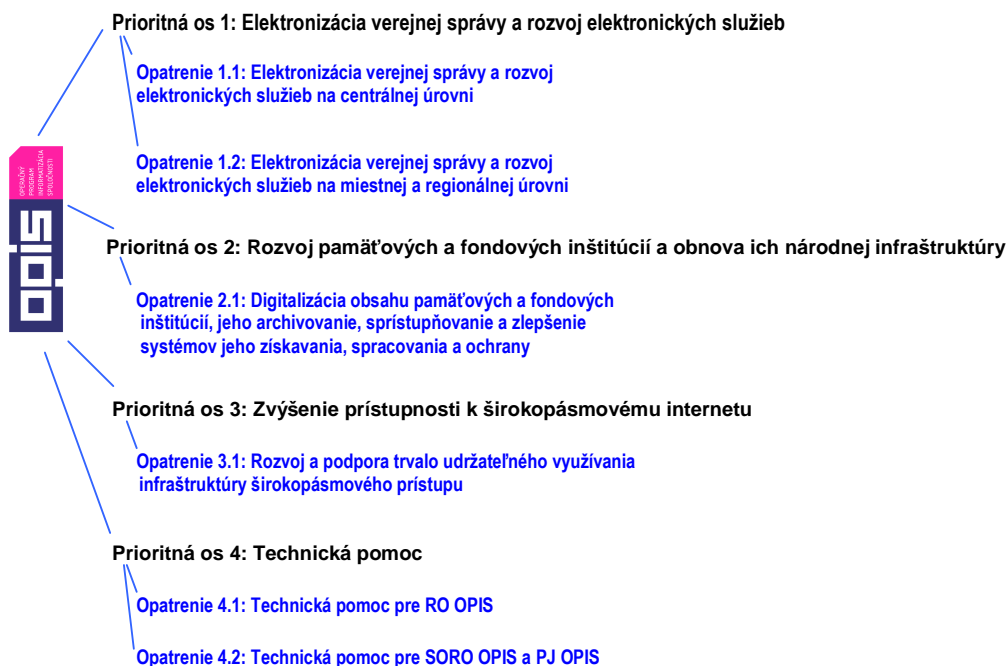 Prioritná os 1: Elektronizácia verejnej správy a rozvoj elektronických služieb
Opatrenie 1.1: Elektronizácia verejnej správy a rozvoj
elektronických služieb na centrálnej úrovni
Opatrenie 1.2: Elektronizácia verejnej správy a rozvoj
elektronických služieb na miestnej a regionálnej úrovni
OPERAČNÝ
PROGRAM
INFORMATIZÁCIA
SPOLOČNOSTI
opis
Prioritná os 2: Rozvoj pamäťových a fondových inštitúcií a obnova ich národnej infraštruktúry
Opatrenie 2.1: Digitalizácia obsahu pamäťových a fondových
inštitúcií, jeho archivovanie, sprístupňovanie a zlepšenie
systémov jeho získavania, spracovania a ochrany
Prioritná os 3: Zvýšenie prístupnosti k širokopásmovému internetu
Opatrenie 3.1: Rozvoj a podpora trvalo udržateľného využívania
infraštruktúry širokopásmového prístupu
Prioritná os 4: Technická pomoc
Opatrenie 4.1: Technická pomoc pre RO OPIS
Opatrenie 4.2: Technická pomoc pre SORO OPIS a PJ OPIS